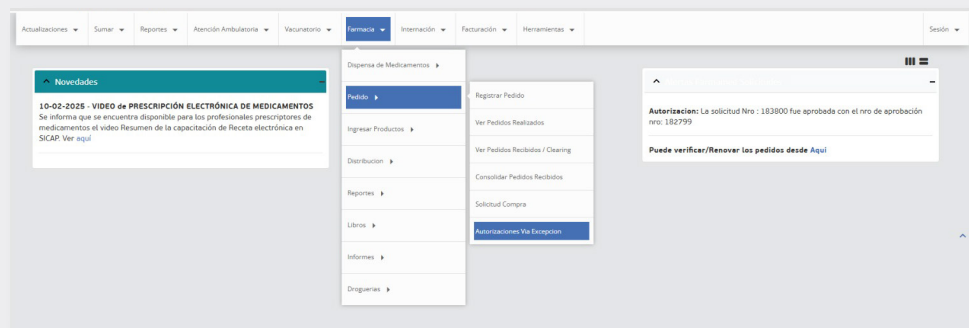 Actualizaciones Sumar Reportes Atención Ambulatoria Vacunatorio Farmacia Internación Facturación Herramientas Sesión
Novedades
10-02-2025 - VIDEO de PRESCRIPCIÓN ELECTRÓNICA DE MEDICAMENTOS
Se informa que se encuentra disponible para los profesionales prescriptores de
medicamentos el video Resumen de la capacitación de Receta electrónica en
SICAP. Ver aquí
Dispensa de Medicamentos
Pedido
Ingresar Productos
Distribucion
Reportes
Libros
Informes
Droguerias
Registrar Pedido
Ver Pedidos Realizados
Ver Pedidos Recibidos / Clearing
Consolidar Pedidos Recibidos
Solicitud Compra
Autorizaciones Via Excepcion
Autorizacion: La solicitud Nro : 183800 fue aprobada con el nro de aprobación
nro: 182799
Puede verificar/Renovar los pedidos desde Aqui